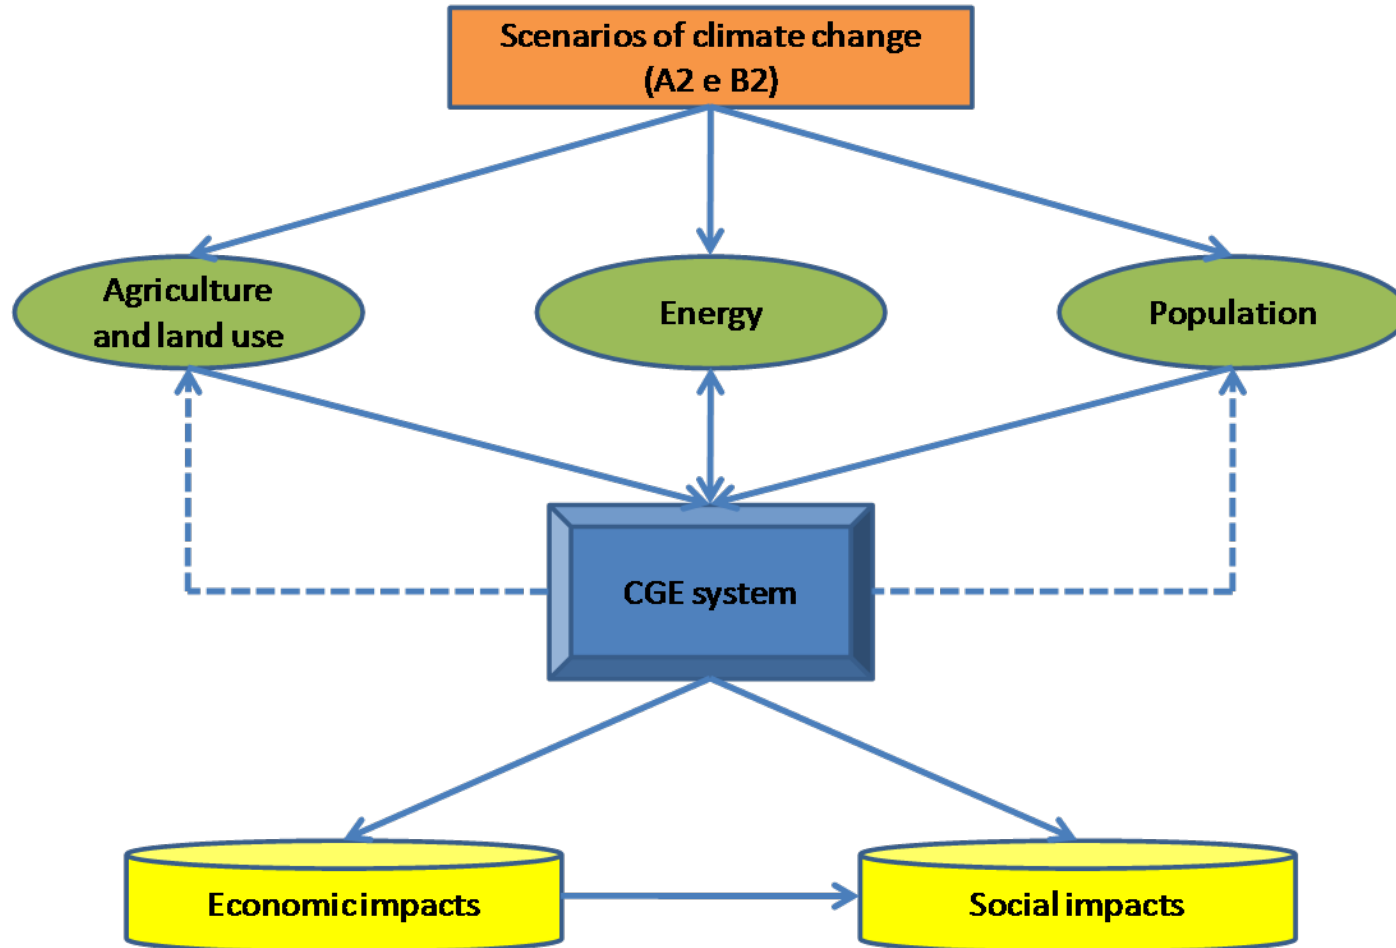 Scenarios of climate change
(A2 e B2)
Agriculture
and land use
Energy
Population
CGE system
Economic impacts
Social impacts